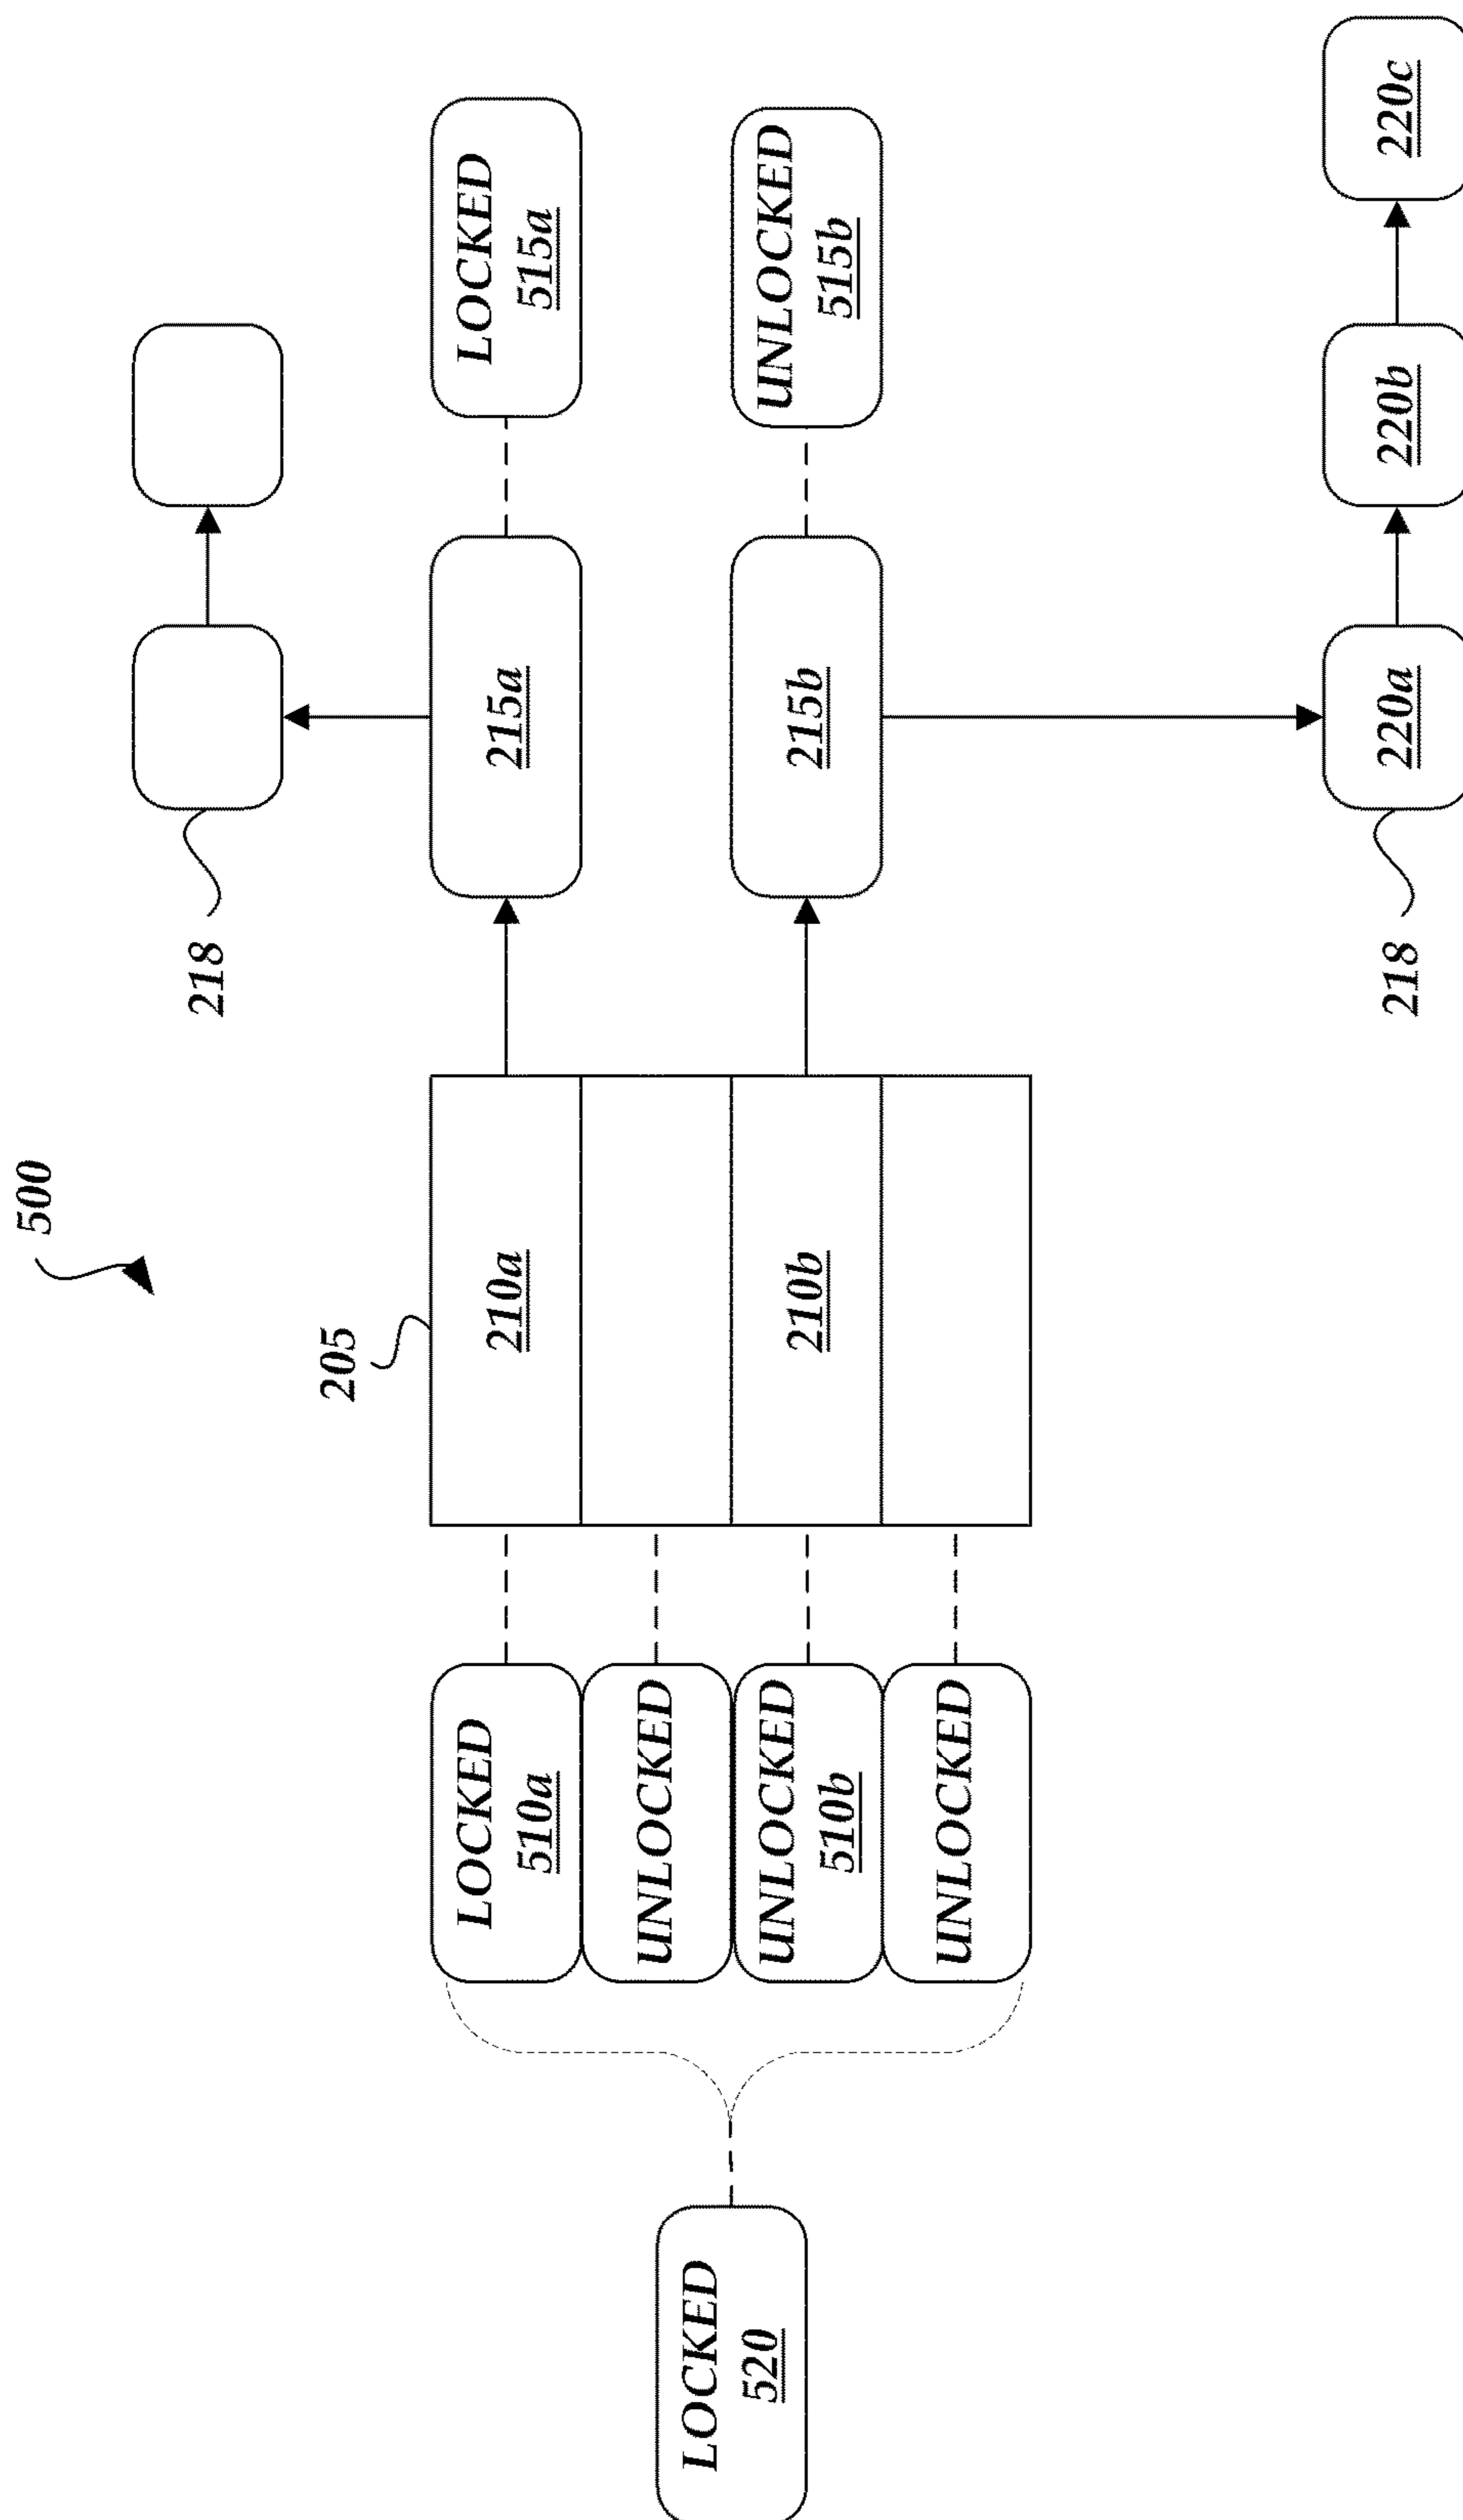 500
218
205
LOCKED
510a
210a
215a
LOCKED
515a
UNLOCKED
LOCKED
520
UNLOCKED
510b
210b
215b
UNLOCKED
515b
UNLOCKED
218
220a
220b
220c